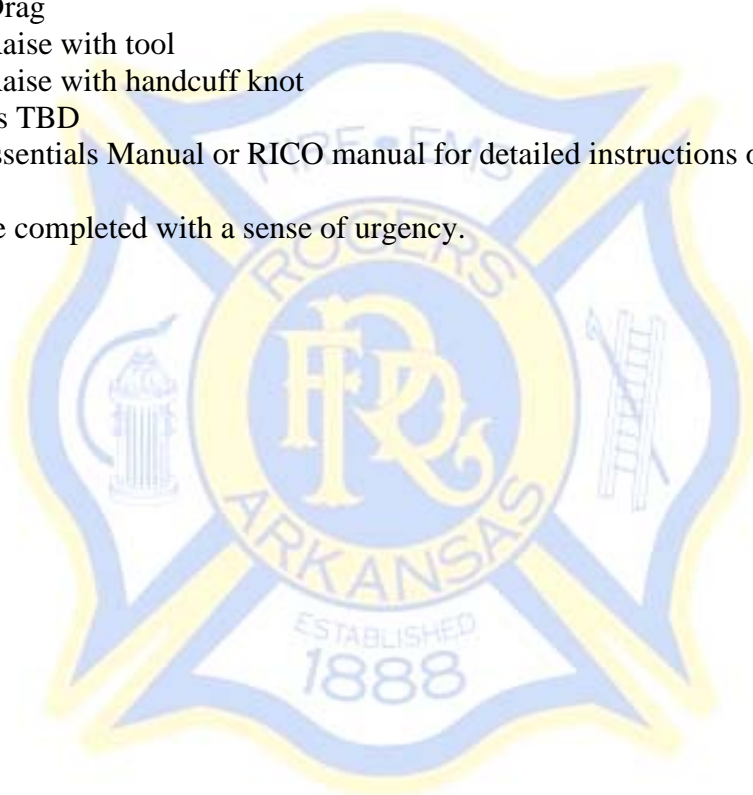 Drag
aise with tool
aise with handcuff knot
s TBD
ssentials Manual or RICO manual for detailed instructions o
e completed with a sense of urgency.
FIRE • EMS
ROGERS
FRD
ARKANSAS
ESTABLISHED
1888